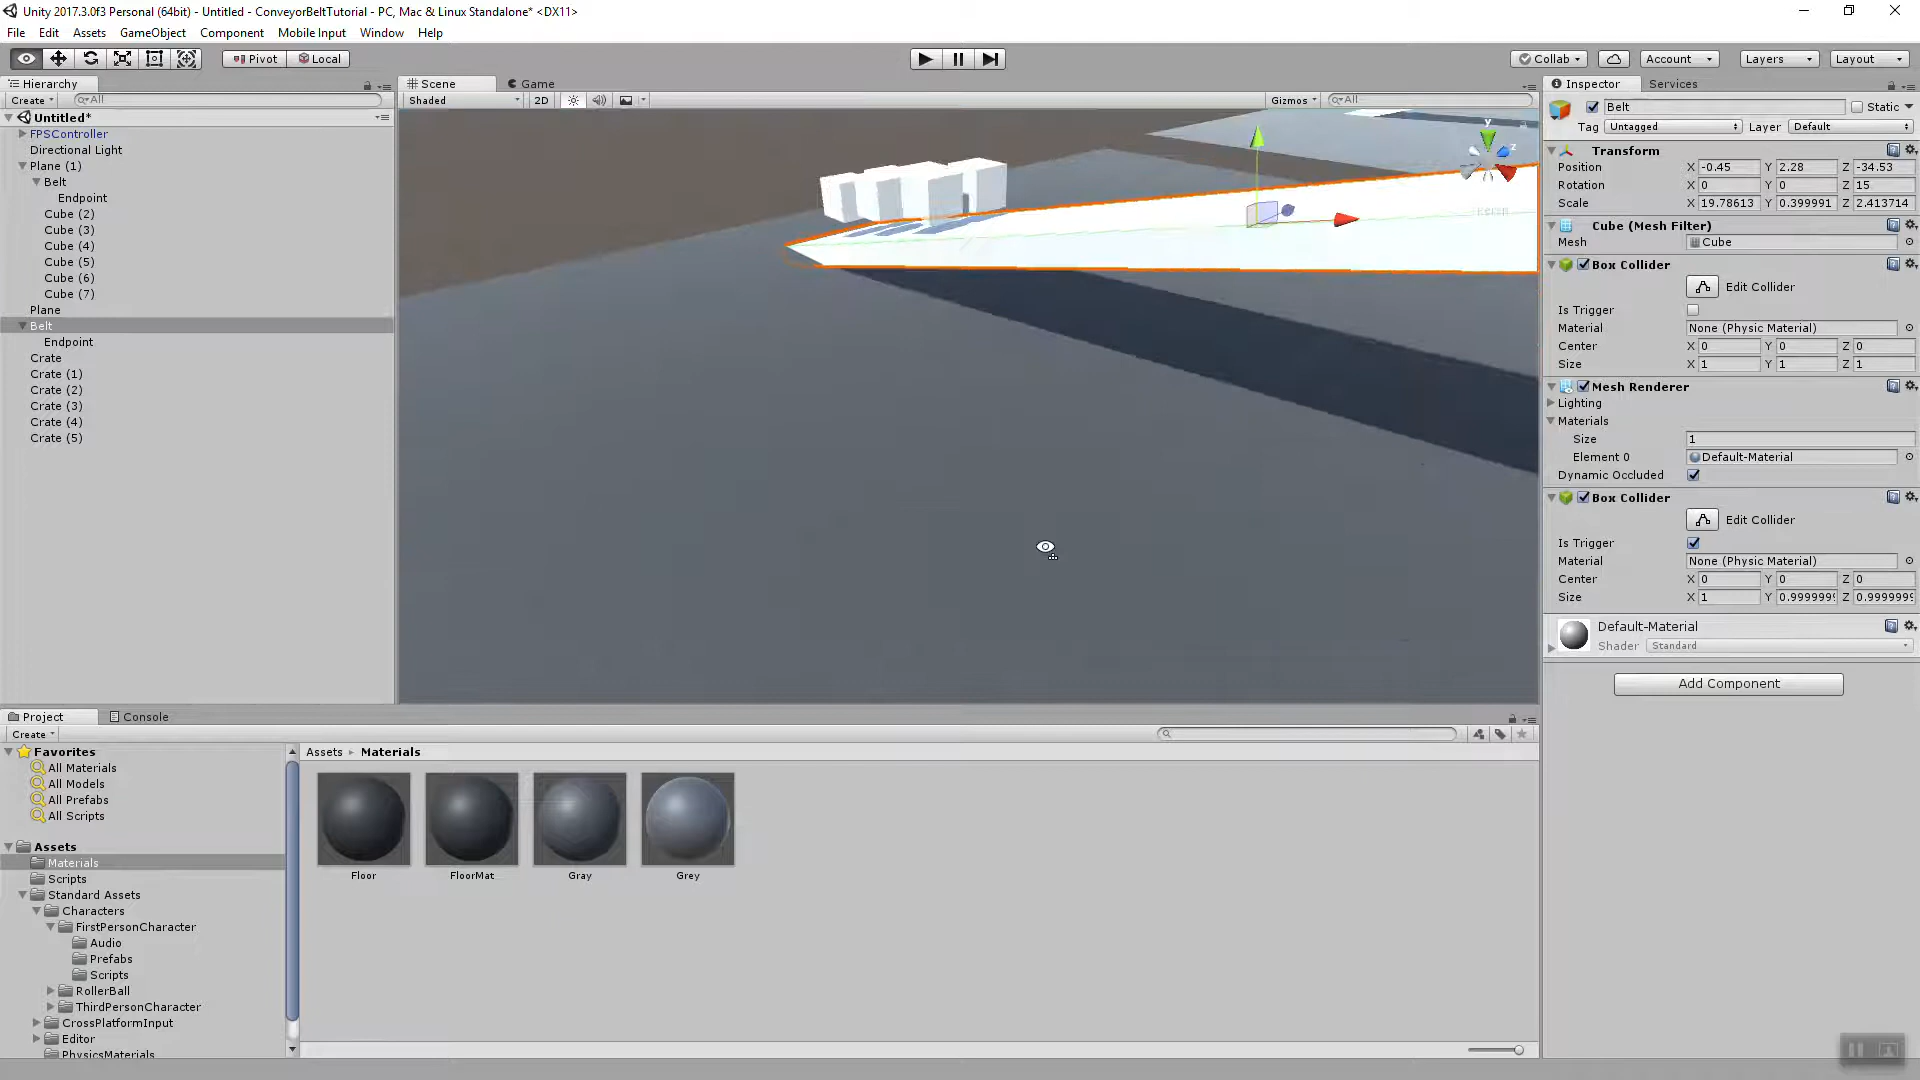 Unity 2017.3.0f3 Personal (64bit) - Untitled - ConveyorBeltTutorial - PC, Mac & Linux Standalone* <DX11>
File Edit Assets GameObject Component Mobile Input Window Help
Pivot Local Collab Account Layers Layout
Hierarchy
Create All
Untitled*
FPSController
Directional Light
Plane (1)
Belt
Endpoint
Cube (2)
Cube (3)
Cube (4)
Cube (5)
Cube (6)
Cube (7)
Plane
Belt
Endpoint
Crate
Crate (1)
Crate (2)
Crate (3)
Crate (4)
Crate (5)
Scene Game
Shaded 2D Gizmos All
y
z
Persp
Inspector Services
Belt Static
Tag Untagged Layer Default
Transform
Position X -0.45 Y 2.28 Z -34.53
Rotation X 0 Y 0 Z 15
Scale X 19.78613 Y 0.399991 Z 2.413714
Cube (Mesh Filter)
Mesh Cube
Box Collider
Edit Collider
Is Trigger
Material None (Physic Material)
Center X 0 Y 0 Z 0
Size X 1 Y 1 Z 1
Mesh Renderer
Lighting
Materials
Size 1
Element 0 Default-Material
Dynamic Occluded
Box Collider
Edit Collider
Is Trigger
Material None (Physic Material)
Center X 0 Y 0 Z 0
Size X 1 Y 0.9999999 Z 0.9999999
Default-Material
Shader Standard
Add Component
Project Console
Create
Favorites
All Materials
All Models
All Prefabs
All Scripts
Assets
Materials
Scripts
Standard Assets
Characters
FirstPersonCharacter
Audio
Prefabs
Scripts
RollerBall
ThirdPersonCharacter
CrossPlatformInput
Editor
PhysicsMaterials
Assets Materials
Floor FloorMat Gray Grey